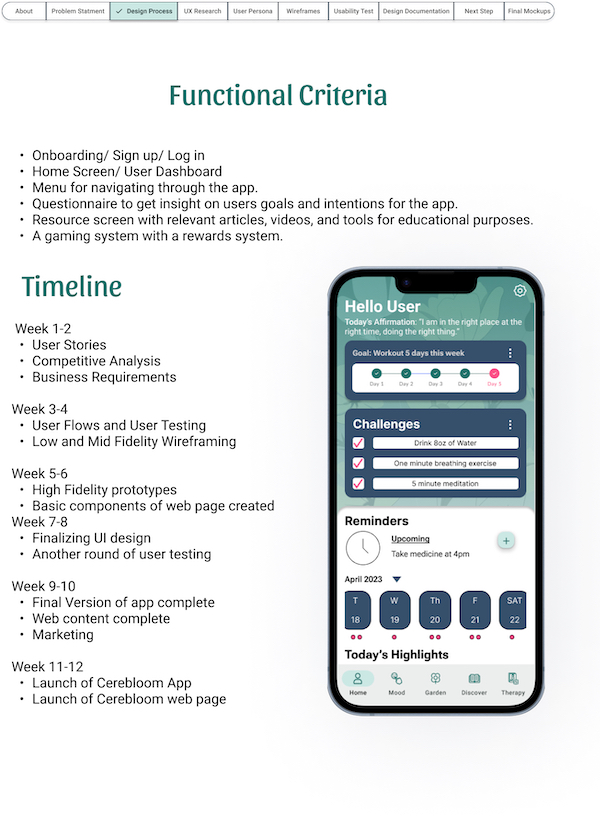 About
Problem Statment
Design Process
UX Research
User Persona
Wireframes
Usability Test
Design Documentation
Next Step
Final Mockups
Functional Criteria
• Onboarding/ Sign up/ Log in
• Home Screen/ User Dashboard
• Menu for navigating through the app.
• Questionnaire to get insight on users goals and intentions for the app.
• Resource screen with relevant articles, videos, and tools for educational purposes.
• A gaming system with a rewards system.
Timeline
Week 1-2
• User Stories
• Competitive Analysis
• Business Requirements
Week 3-4
• User Flows and User Testing
• Low and Mid Fidelity Wireframing
Week 5-6
• High Fidelity prototypes
• Basic components of web page created
Week 7-8
• Finalizing UI design
• Another round of user testing
Week 9-10
• Final Version of app complete
• Web content complete
• Marketing
Week 11-12
• Launch of Cerebloom App
• Launch of Cerebloom web page
Hello User
Today's Affirmation: "I am in the right place at the
right time, doing the right thing."
Goal: Workout 5 days this week
Day 1 Day 2 Day 3 Day 4 Day 5
Challenges
Drink 8oz of Water
One minute breathing exercise
5 minute meditation
Reminders
Upcoming
Take medicine at 4pm
April 2023
T W Th F SAT
18 19 20 21 22
Today's Highlights
Home Mood Garden Discover Therapy